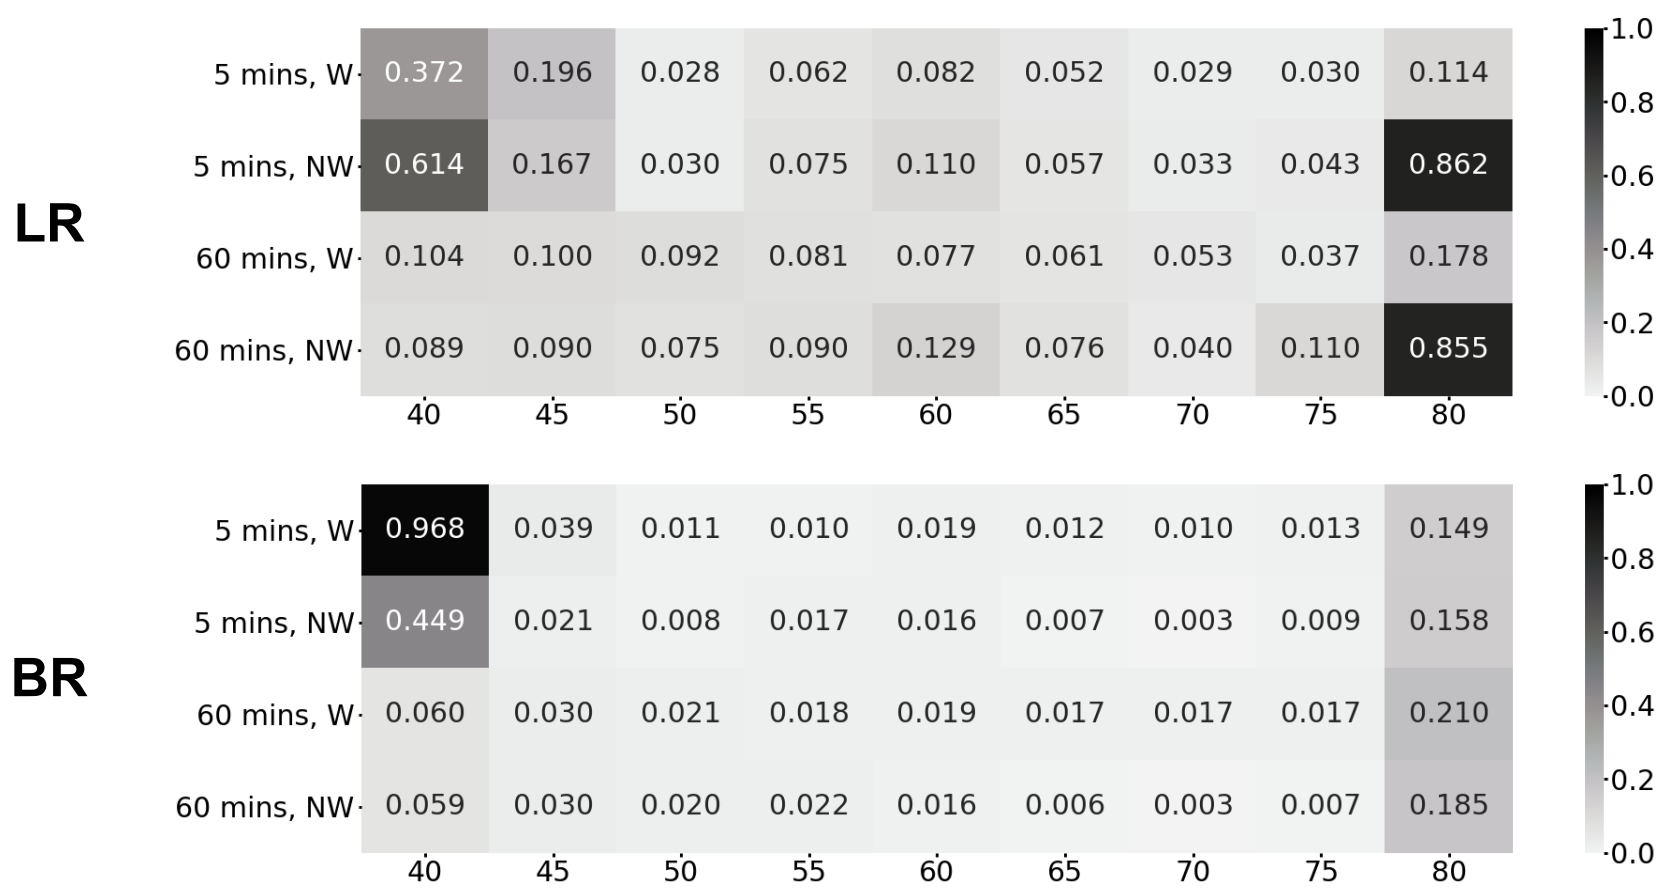 LR
5 mins, W 0.372 0.196 0.028 0.062 0.082 0.052 0.029 0.030 0.114
5 mins, NW 0.614 0.167 0.030 0.075 0.110 0.057 0.033 0.043 0.862
60 mins, W 0.104 0.100 0.092 0.081 0.077 0.061 0.053 0.037 0.178
60 mins, NW 0.089 0.090 0.075 0.090 0.129 0.076 0.040 0.110 0.855
40 45 50 55 60 65 70 75 80
1.0
0.8
0.6
0.4
0.2
0.0
BR
5 mins, W 0.968 0.039 0.011 0.010 0.019 0.012 0.010 0.013 0.149
5 mins, NW 0.449 0.021 0.008 0.017 0.016 0.007 0.003 0.009 0.158
60 mins, W 0.060 0.030 0.021 0.018 0.019 0.017 0.017 0.017 0.210
60 mins, NW 0.059 0.030 0.020 0.022 0.016 0.006 0.003 0.007 0.185
40 45 50 55 60 65 70 75 80
1.0
0.8
0.6
0.4
0.2
0.0